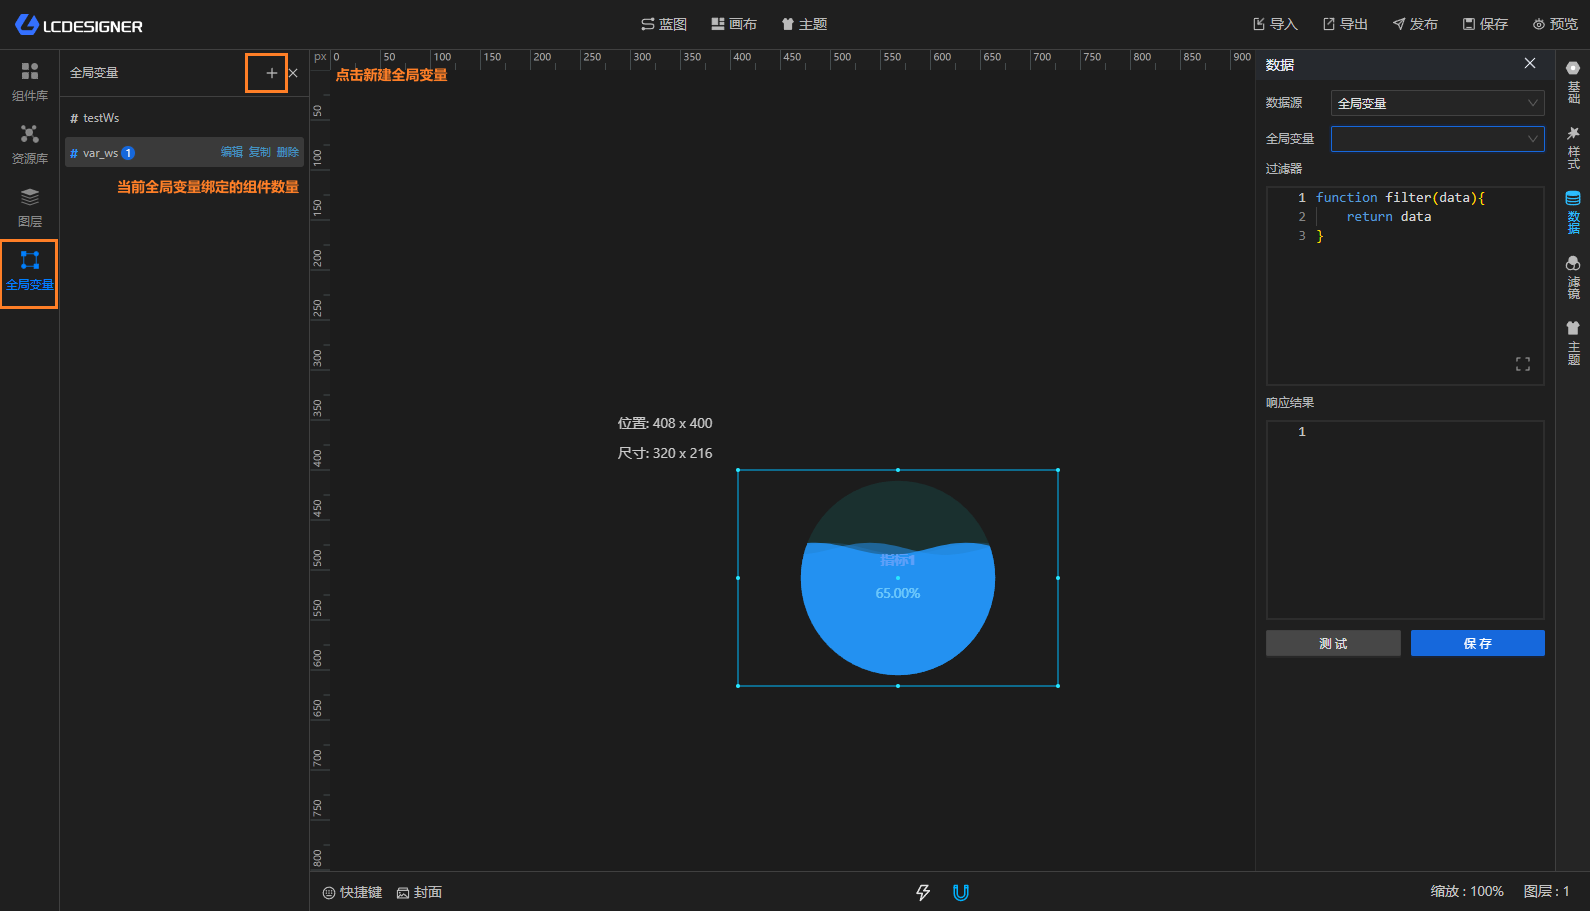 LCDESIGNER
蓝图 画布 主题
导入 导出 发布 保存 预览
组件库
资源库
图层
全局变量
全局变量
# testWs
# var_ws 1 编辑 复制 删除
当前全局变量绑定的组件数量
px 0 50 100 150 200 250 300 350 400 450 500 550 600 650 700 750 800 850 900
点击新建全局变量
50
100
150
200
250
300
350
400
450
500
550
600
650
700
750
800
位置: 408 x 400
尺寸: 320 x 216
指标1
65.00%
数据
数据源 全局变量
全局变量
过滤器
1 function filter(data){
2 return data
3 }
响应结果
1
测 试 保 存
基础
样式
数据
滤镜
主题
快捷键 封面
缩放 : 100% 图层 : 1